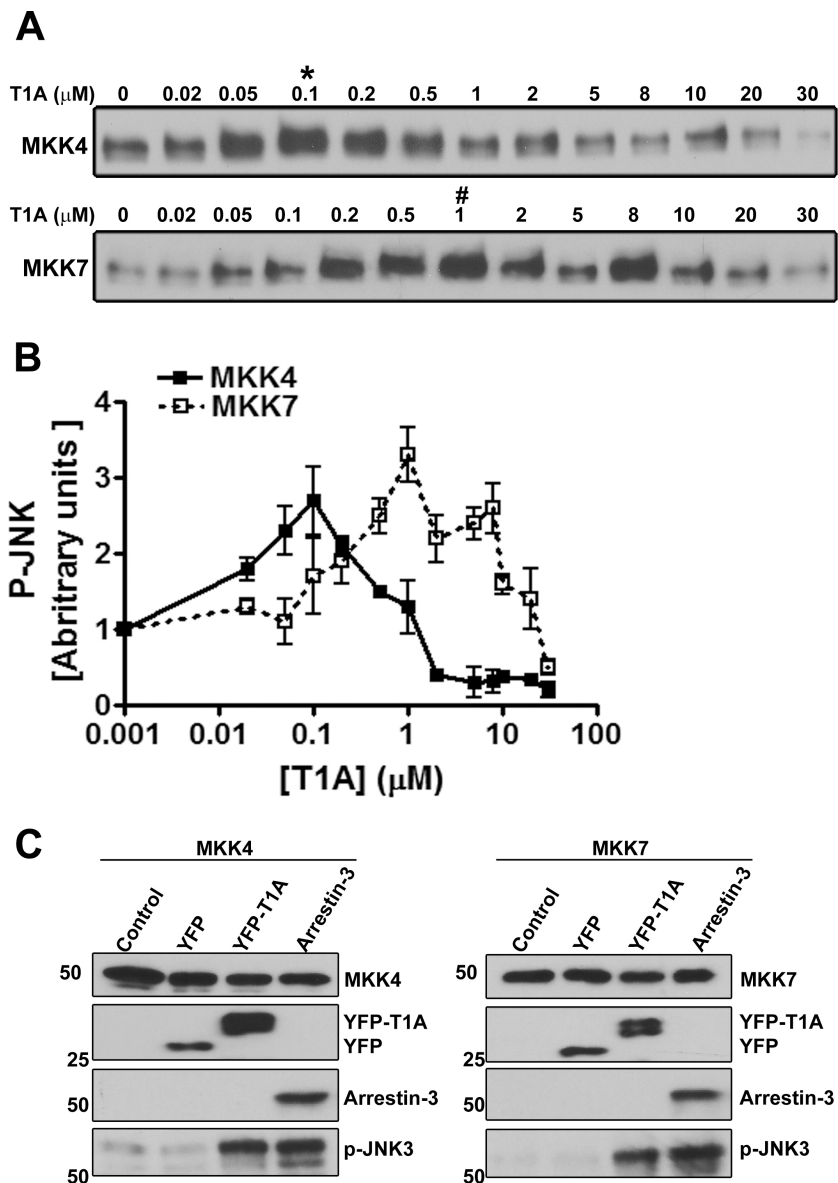 A
*
T1A (μM) 0 0.02 0.05 0.1 0.2 0.5 1 2 5 8 10 20 30
MKK4
#
T1A (μM) 0 0.02 0.05 0.1 0.2 0.5 1 2 5 8 10 20 30
MKK7
B
MKK4
MKK7
4
3
2
1
0
P-JNK
[Abritrary units ]
0.001 0.01 0.1 1 10 100
[T1A] (μM)
C
MKK4
Control YFP YFP-T1A Arrestin-3
50 MKK4
YFP-T1A
YFP
25
50 Arrestin-3
p-JNK3
50
MKK7
Control YFP YFP-T1A Arrestin-3
50 MKK7
YFP-T1A
YFP
25
50 Arrestin-3
p-JNK3
50